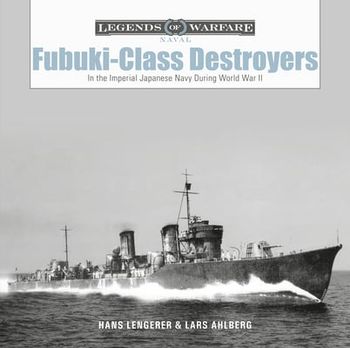 LEGENDS OF WARFARE
NAVAL
Fubuki-Class Destroyers
In the Imperial Japanese Navy During World War II
HANS LENGERER & LARS AHLBERG